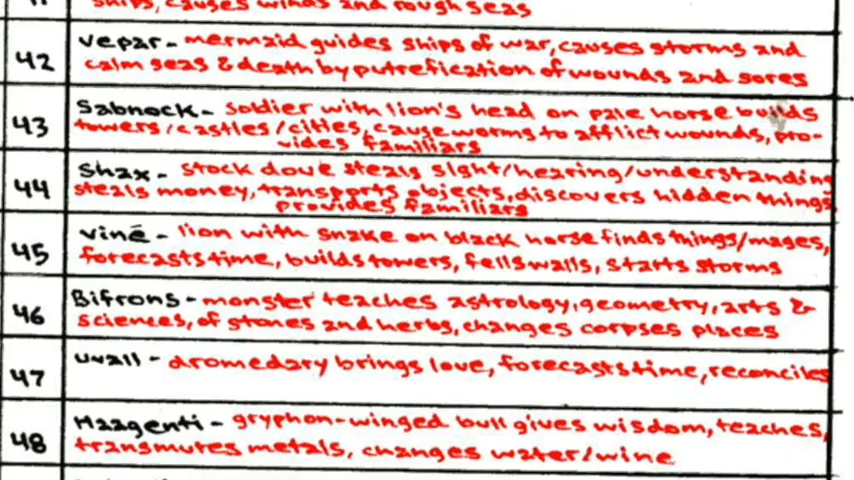 ships, causes winds and rough seas
42
Vepar - mermaid guides ships of war, causes storms and
calm seas & death by putrefication of wounds and sores
43
Sabnock - soldier with lion's head on pale horse builds
towers/castles/cities, cause worms to afflict wounds, pro-
vides familiars
44
Shax - stock dove steals sight/hearing/understanding
steals money, transports objects, discovers hidden things
provides familiars
45
Viné - lion with snake on black horse finds things/mages,
forecasts time, builds towers, fells walls, starts storms
46
Bifrons - monster teaches astrology, geometry, arts &
sciences, of stones and herbs, changes corpses places
47
Uvall - dromedary brings love, forecasts time, reconciles
48
Haagenti - gryphon-winged bull gives wisdom, teaches,
transmutes metals, changes water/wine